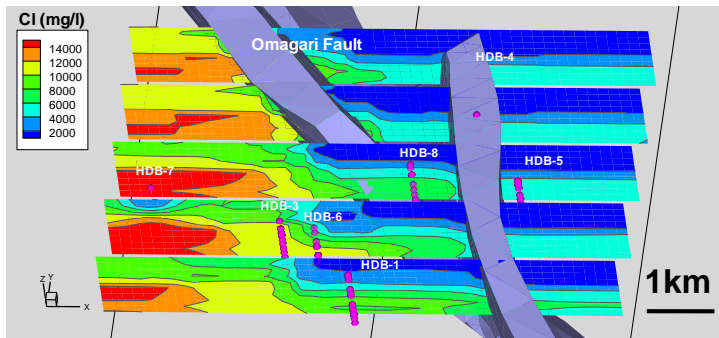 Cl (mg/l)
14000
12000
10000
8000
6000
4000
2000
Omagari Fault
HDB-4
HDB-8
HDB-5
HDB-7
HDB-3
HDB-6
HDB-1
Z
Y
X
1km